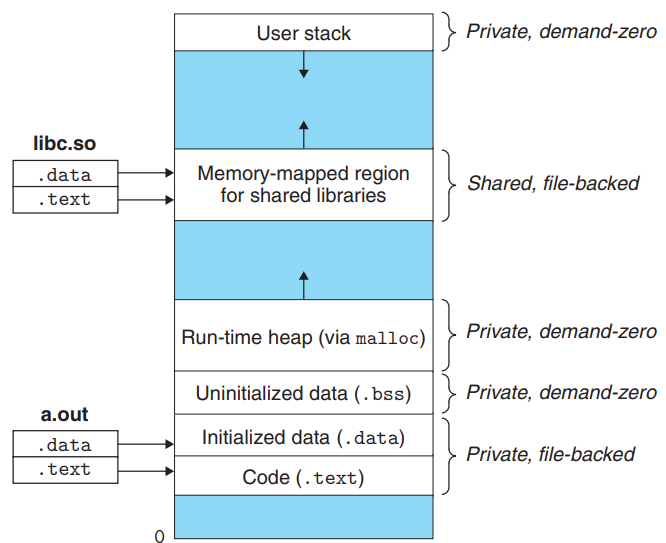 User stack
Private, demand-zero
libc.so
.data
.text
Memory-mapped region
for shared libraries
Shared, file-backed
Run-time heap (via malloc)
Private, demand-zero
Uninitialized data (.bss)
Private, demand-zero
a.out
.data
.text
Initialized data (.data)
Code (.text)
Private, file-backed
0